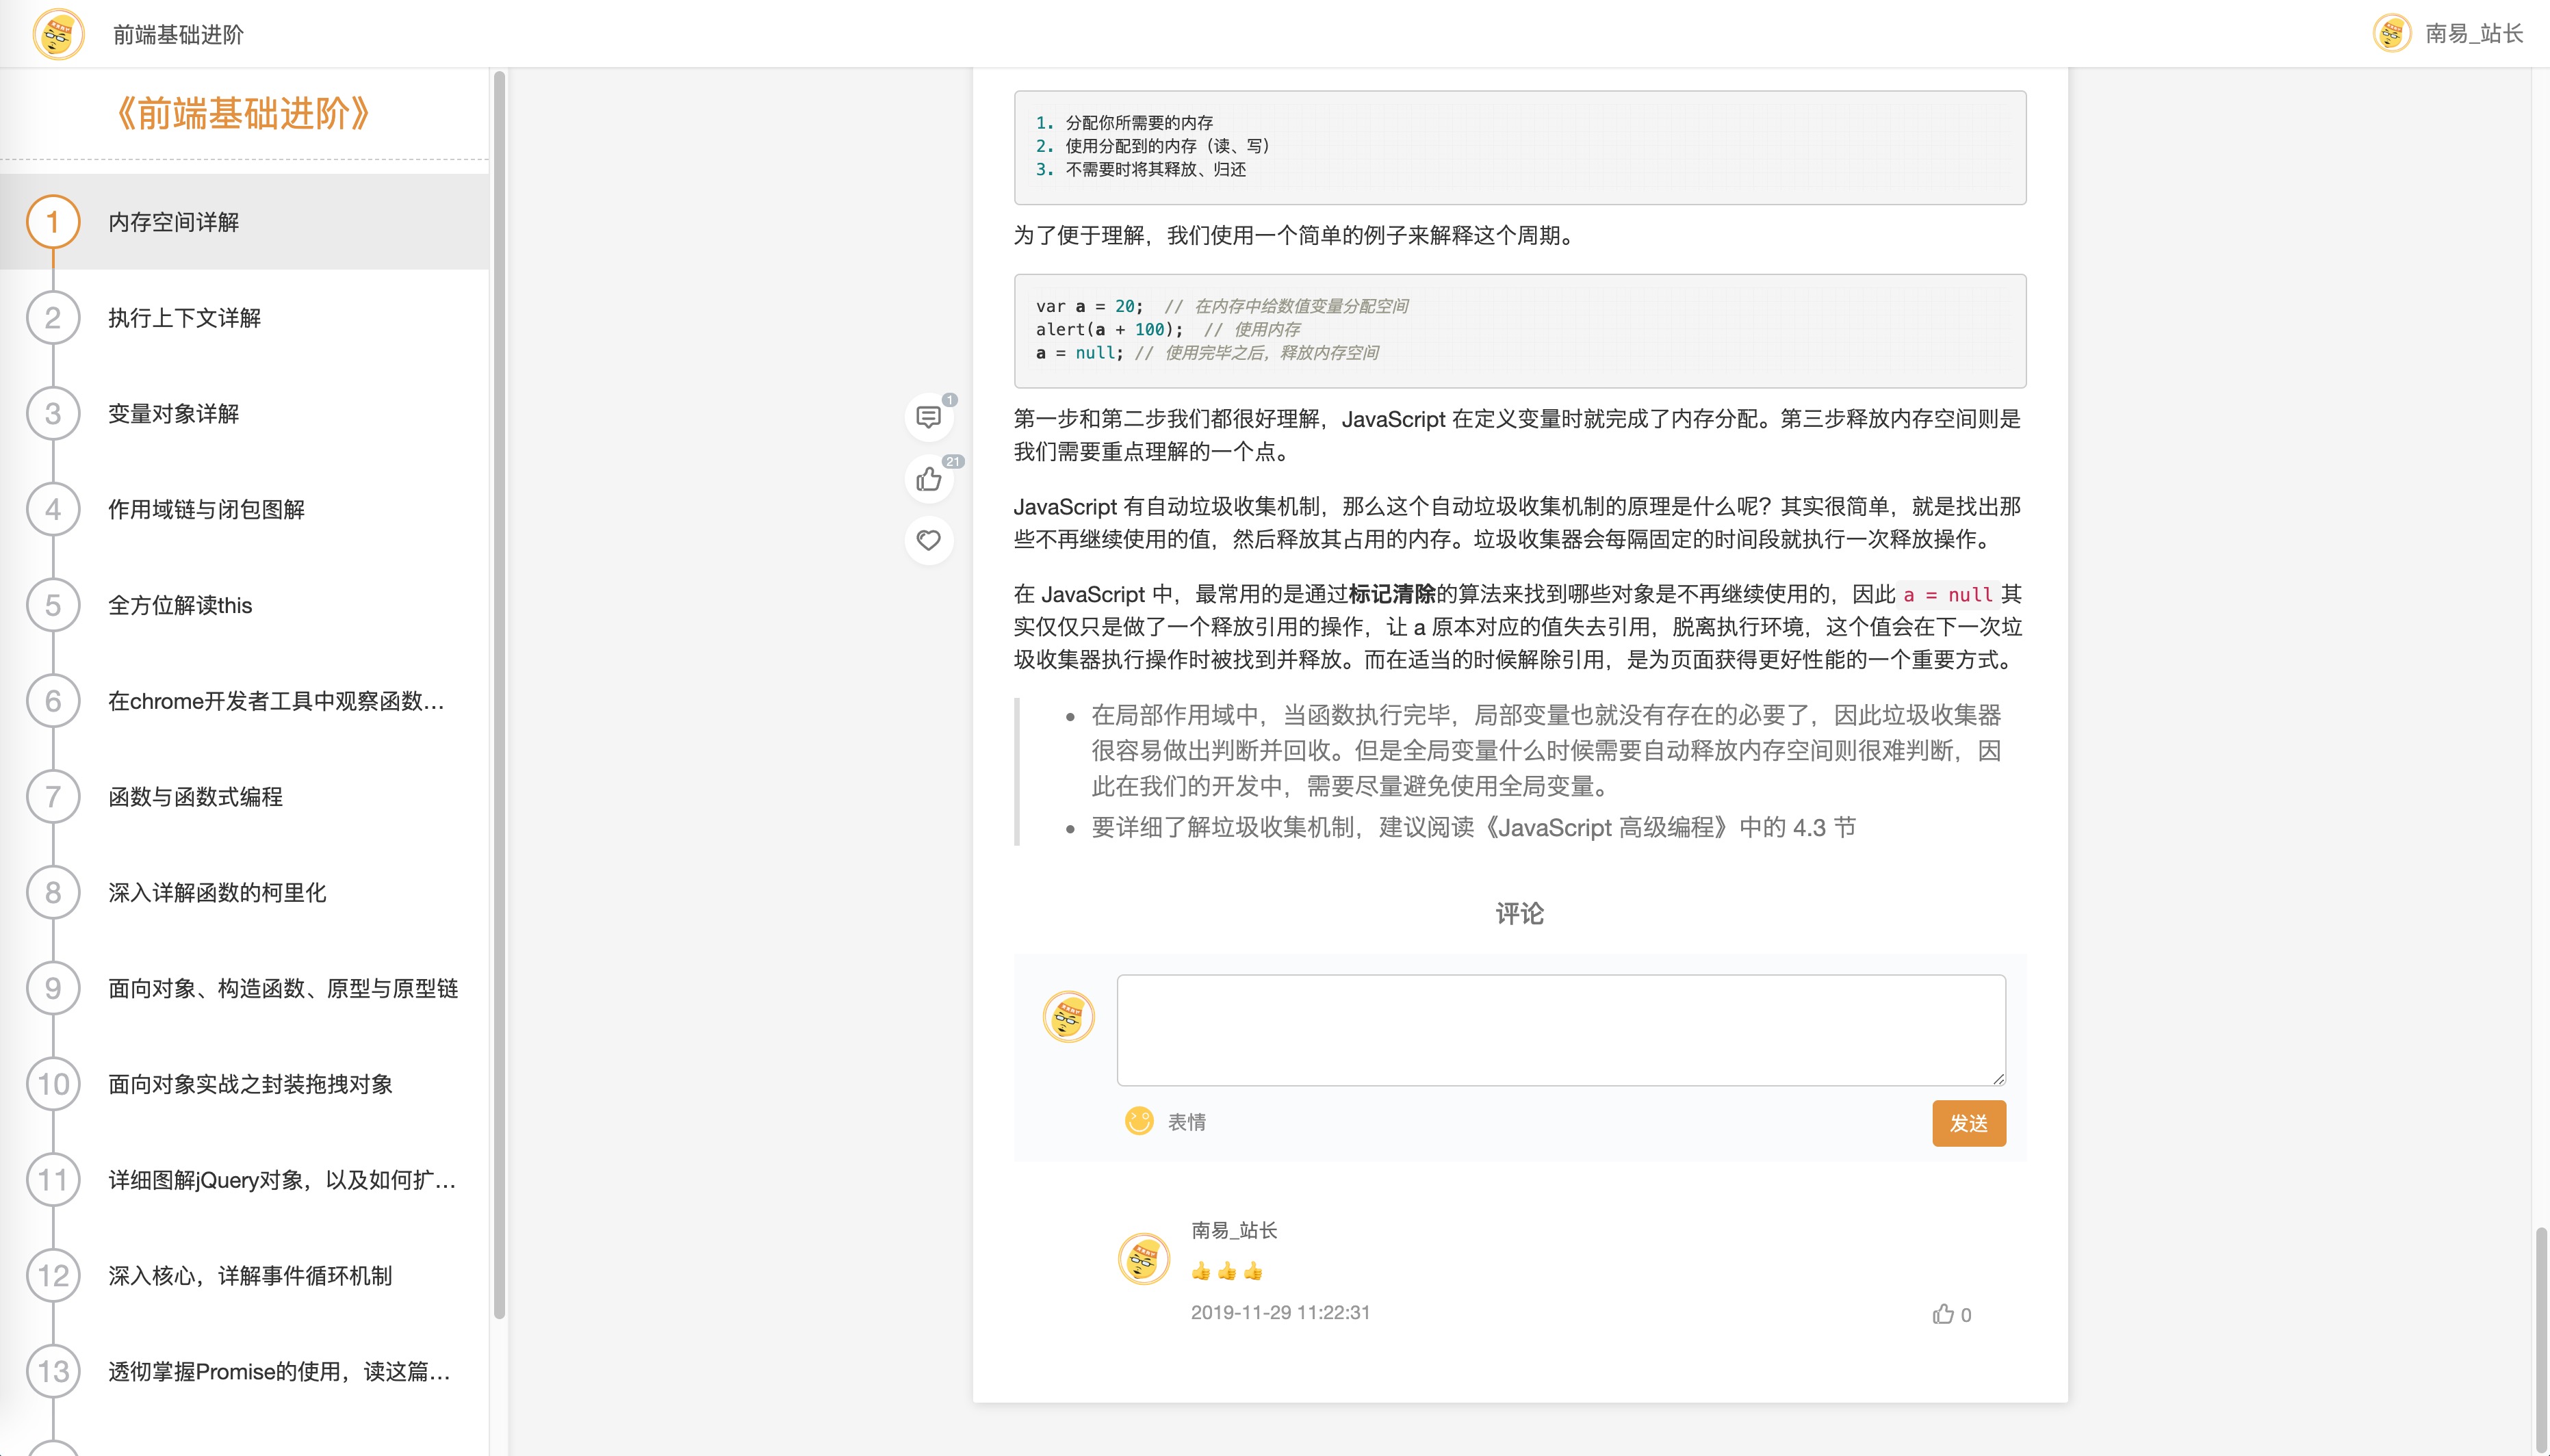 前端基础进阶
南易_站长
《前端基础进阶》
1 内存空间详解
2 执行上下文详解
3 变量对象详解
4 作用域链与闭包图解
5 全方位解读this
6 在chrome开发者工具中观察函数...
7 函数与函数式编程
8 深入详解函数的柯里化
9 面向对象、构造函数、原型与原型链
10 面向对象实战之封装拖拽对象
11 详细图解jQuery对象，以及如何扩...
12 深入核心，详解事件循环机制
13 透彻掌握Promise的使用，读这篇...
1
21
1. 分配你所需要的内存
2. 使用分配到的内存（读、写）
3. 不需要时将其释放、归还
为了便于理解，我们使用一个简单的例子来解释这个周期。
var a = 20;  // 在内存中给数值变量分配空间
alert(a + 100);  // 使用内存
a = null; // 使用完毕之后，释放内存空间
第一步和第二步我们都很好理解，JavaScript 在定义变量时就完成了内存分配。第三步释放内存空间则是
我们需要重点理解的一个点。
JavaScript 有自动垃圾收集机制，那么这个自动垃圾收集机制的原理是什么呢？其实很简单，就是找出那
些不再继续使用的值，然后释放其占用的内存。垃圾收集器会每隔固定的时间段就执行一次释放操作。
在 JavaScript 中，最常用的是通过标记清除的算法来找到哪些对象是不再继续使用的，因此 a = null 其
实仅仅只是做了一个释放引用的操作，让 a 原本对应的值失去引用，脱离执行环境，这个值会在下一次垃
圾收集器执行操作时被找到并释放。而在适当的时候解除引用，是为页面获得更好性能的一个重要方式。
• 在局部作用域中，当函数执行完毕，局部变量也就没有存在的必要了，因此垃圾收集器
很容易做出判断并回收。但是全局变量什么时候需要自动释放内存空间则很难判断，因
此在我们的开发中，需要尽量避免使用全局变量。
• 要详细了解垃圾收集机制，建议阅读《JavaScript 高级编程》中的 4.3 节
评论
表情
发送
南易_站长
👍👍👍
2019-11-29 11:22:31
0